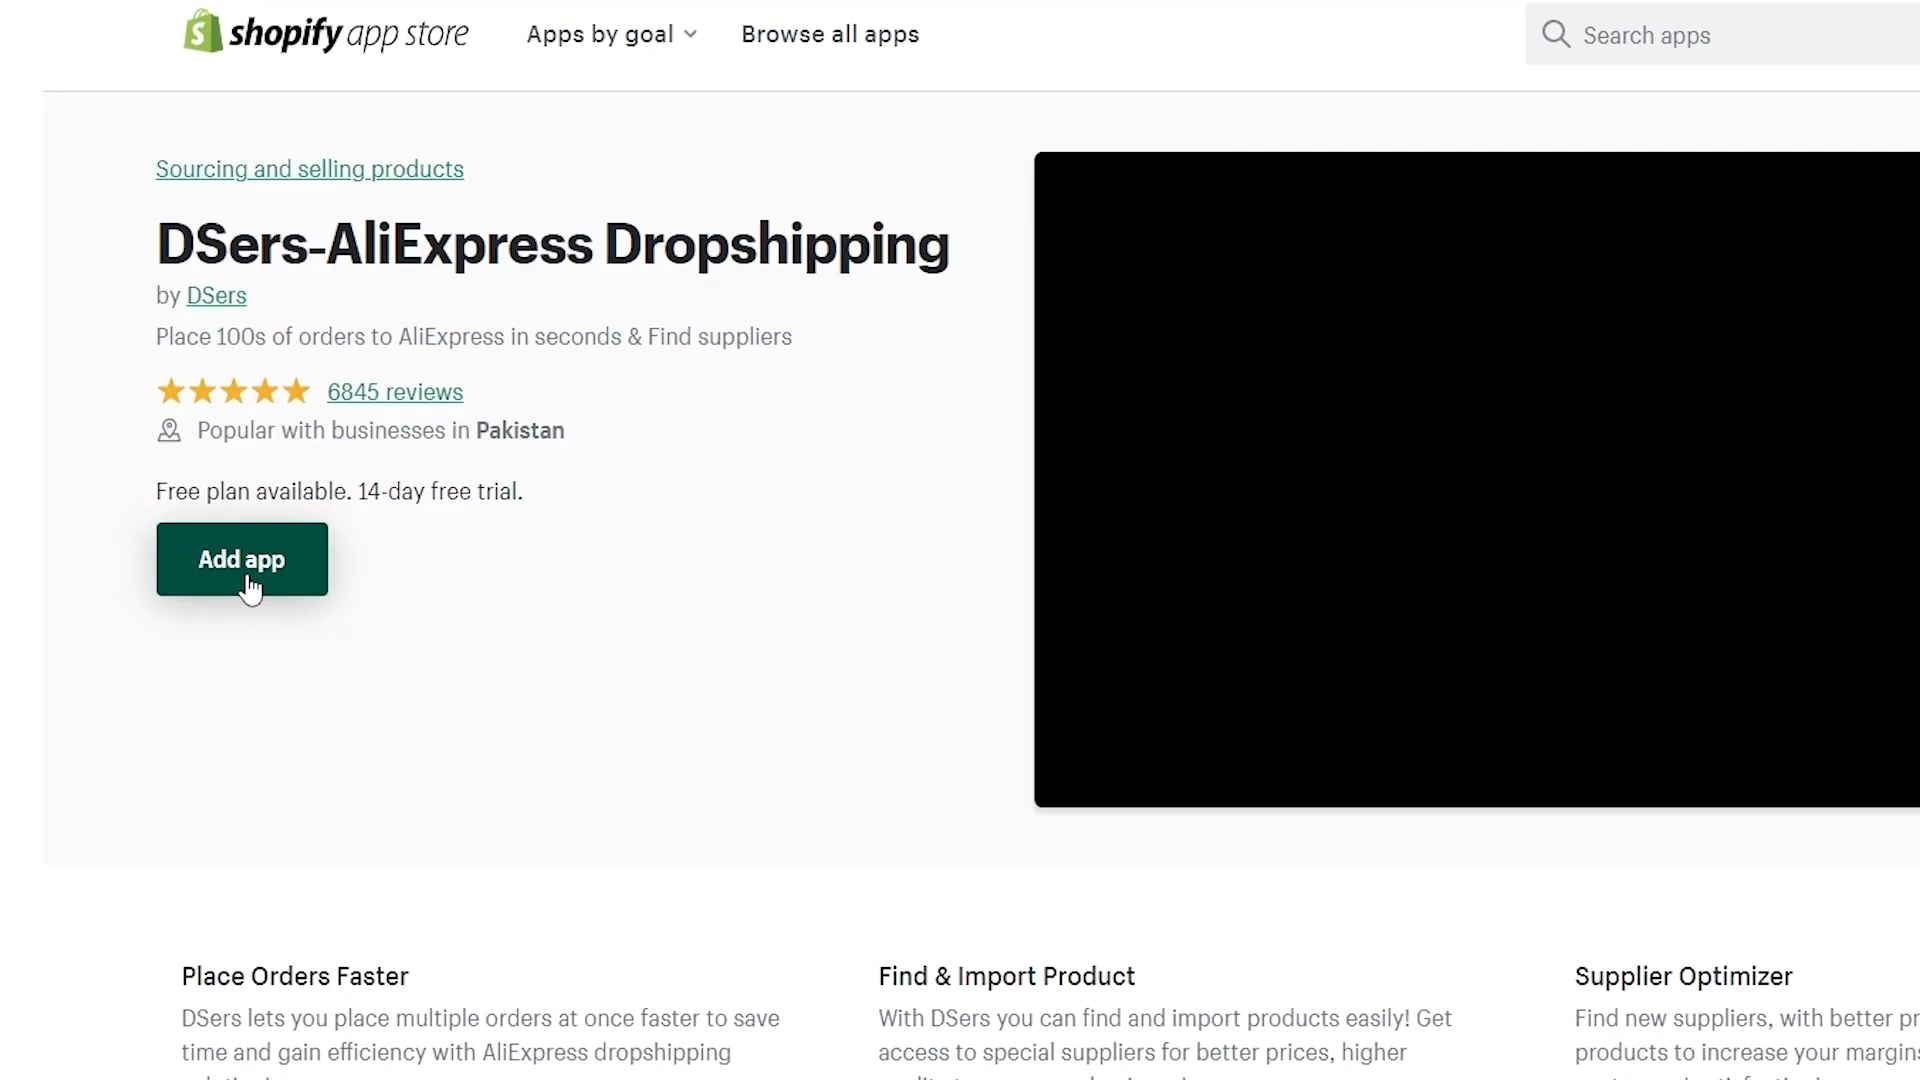 shopify app store
Apps by goal
Browse all apps
Search apps
Sourcing and selling products
DSers-AliExpress Dropshipping
by DSers
Place 100s of orders to AliExpress in seconds & Find suppliers
6845 reviews
Popular with businesses in Pakistan
Free plan available. 14-day free trial.
Add app
Place Orders Faster
DSers lets you place multiple orders at once faster to save
time and gain efficiency with AliExpress dropshipping
Find & Import Product
With DSers you can find and import products easily! Get
access to special suppliers for better prices, higher
Supplier Optimizer
Find new suppliers, with better
products to increase your